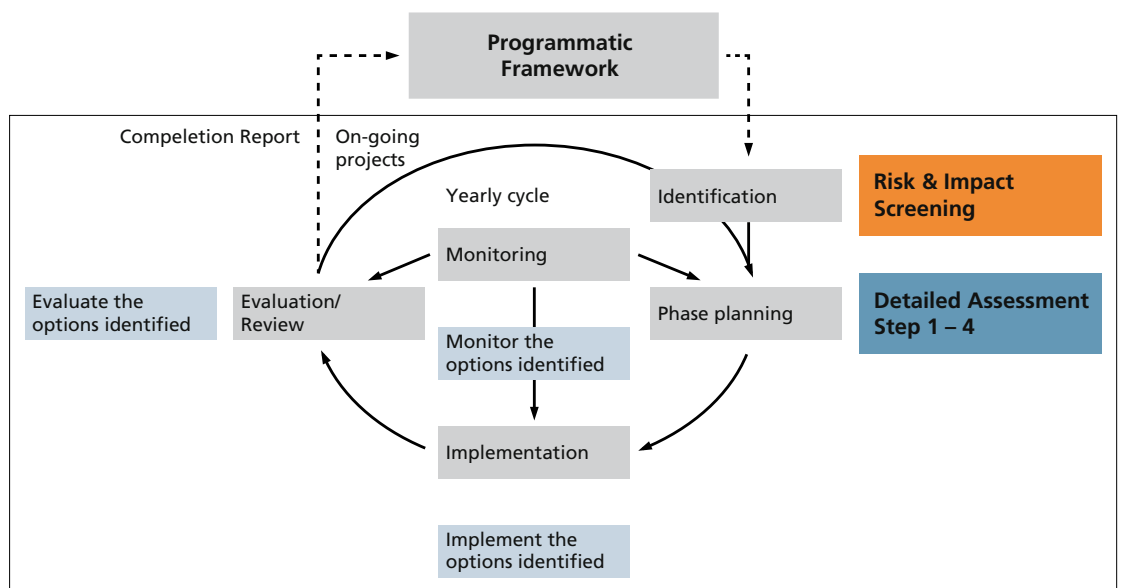 Programmatic
Framework
Compeletion Report
On-going
projects
Yearly cycle
Identification
Risk & Impact
Screening
Monitoring
Evaluate the
options identified
Evaluation/
Review
Phase planning
Detailed Assessment
Step 1 – 4
Monitor the
options identified
Implementation
Implement the
options identified